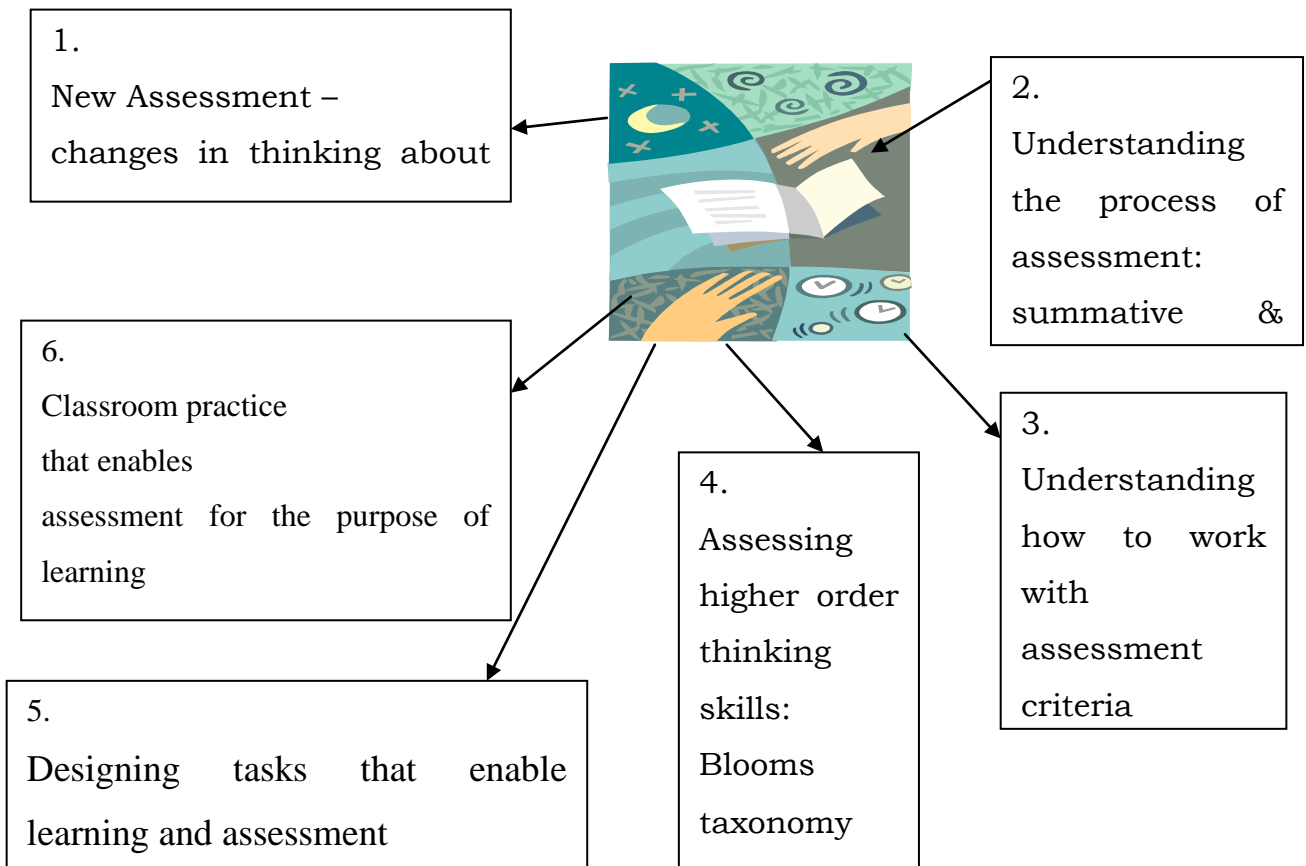 1.
New Assessment –
changes in thinking about
2.
Understanding
the process of
assessment:
summative &
3.
Understanding
how to work
with
assessment
criteria
4.
Assessing
higher order
thinking
skills:
Blooms
taxonomy
5.
Designing tasks that enable
learning and assessment
6.
Classroom practice
that enables
assessment for the purpose of
learning